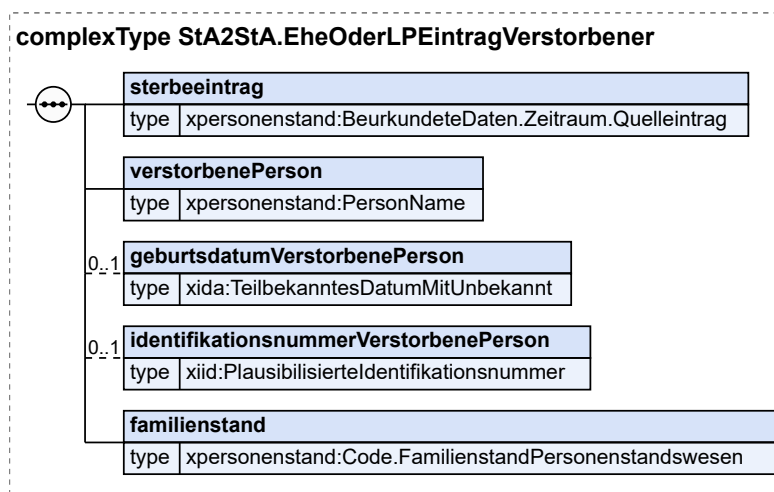 complexType StA2StA.EheOderLPEintragVerstorbener
sterbeeintrag
type xpersonenstand:BeurkundeteDaten.Zeitraum.Quelleintrag
verstorbenePerson
type xpersonenstand:PersonName
0..1 geburtsdatumVerstorbenePerson
type xida:TeilbekanntesDatumMitUnbekannt
0..1 identifikationsnummerVerstorbenePerson
type xiid:PlausibilisierteIdentifikationsnummer
familienstand
type xpersonenstand:Code.FamilienstandPersonenstandswesen